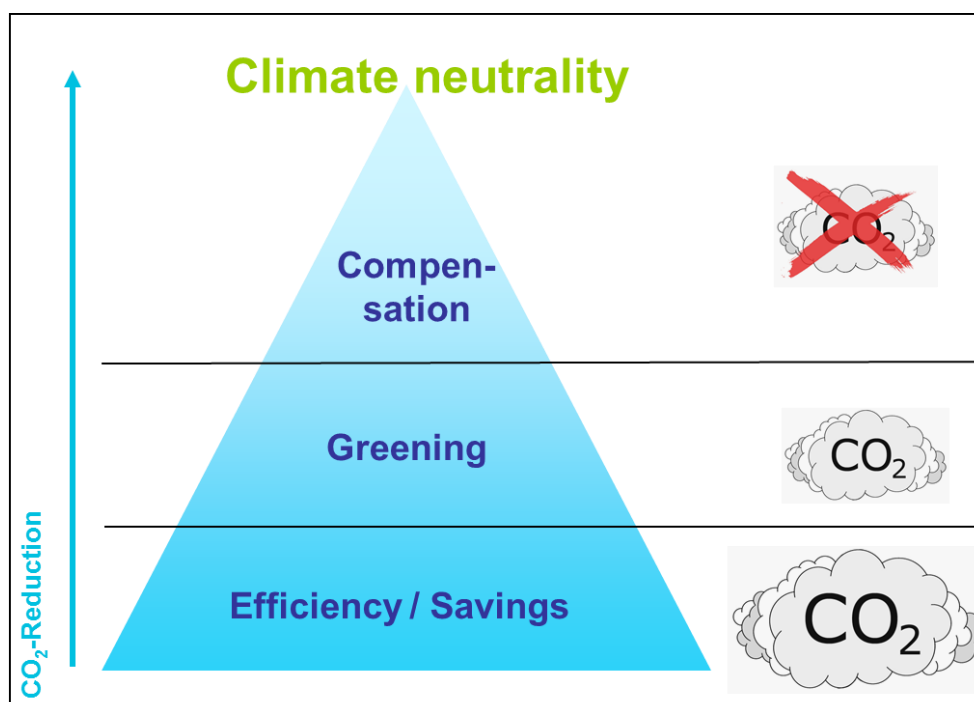 Climate neutrality
CO₂
Compen-
sation
Greening
CO₂
Efficiency / Savings
CO₂
CO₂-Reduction